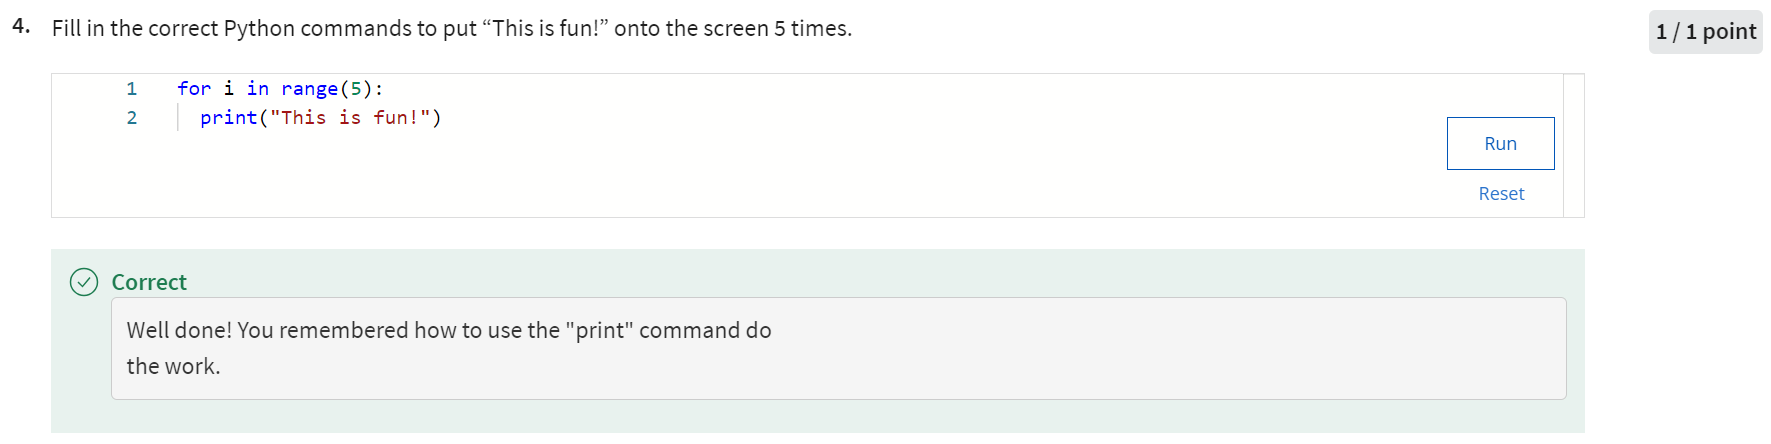 4. Fill in the correct Python commands to put “This is fun!” onto the screen 5 times.
1 / 1 point
1 for i in range(5):
2 print("This is fun!")
Run
Reset
Correct
Well done! You remembered how to use the "print" command do
the work.